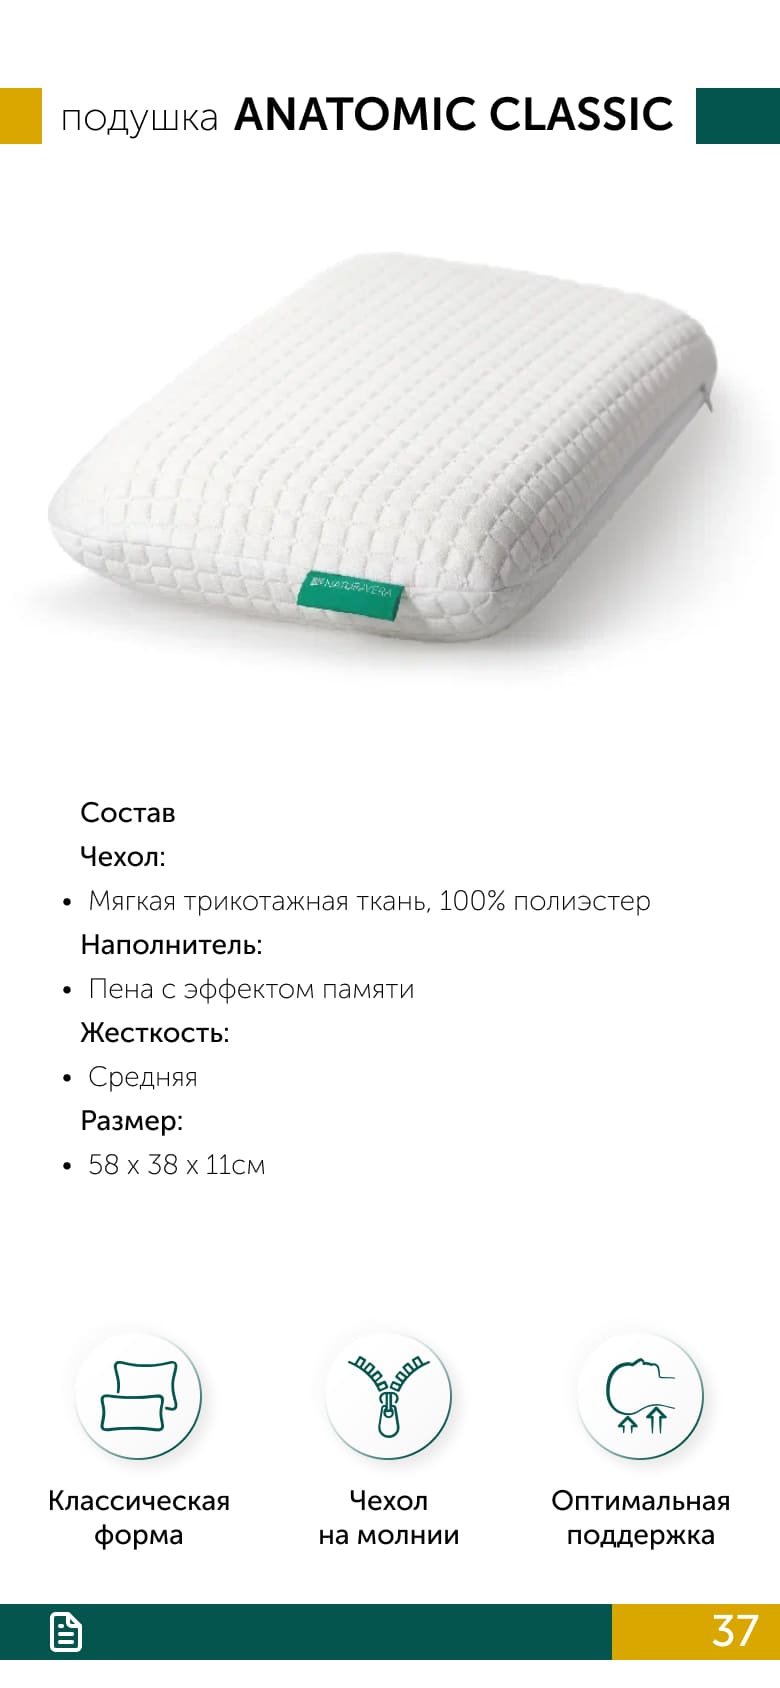 подушка ANATOMIC CLASSIC
NATURAVERA
Состав
Чехол:
• Мягкая трикотажная ткань, 100% полиэстер
Наполнитель:
• Пена с эффектом памяти
Жесткость:
• Средняя
Размер:
• 58 x 38 x 11см
Классическая
форма
Чехол
на молнии
Оптимальная
поддержка
37